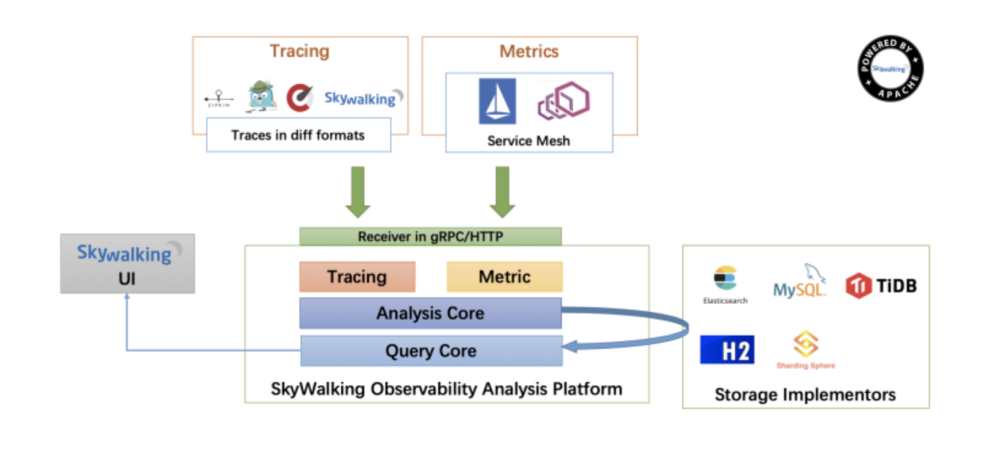 Tracing
Metrics
POWERED BY
Skywalking
APACHE
ZIPKIN
Skywalking
Traces in diff formats
Service Mesh
Receiver in gRPC/HTTP
Skywalking
UI
Tracing
Metric
Analysis Core
Query Core
SkyWalking Observability Analysis Platform
Elasticsearch
MySQL
TiDB
H2
Sharding Sphere
Storage Implementors